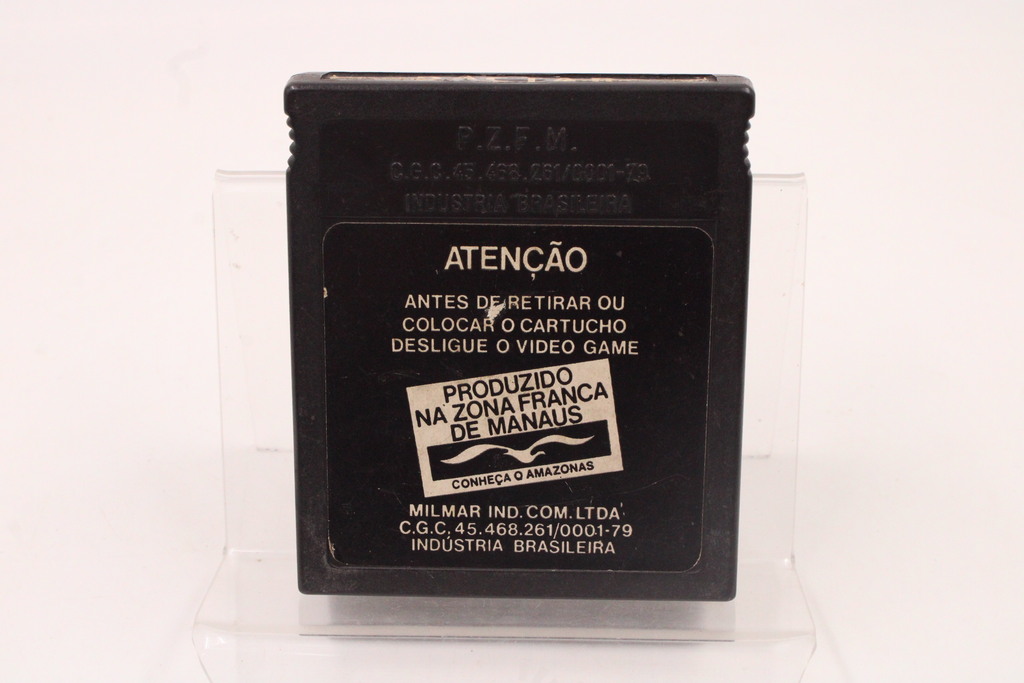 P.Z.F.M.
C.G.C. 45.468.261/0001-79
INDUSTRIA BRASILEIRA
ATENÇÃO
ANTES DE RETIRAR OU
COLOCAR O CARTUCHO
DESLIGUE O VIDEO GAME
PRODUZIDO
NA ZONA FRANCA
DE MANAUS
CONHEÇA O AMAZONAS
MILMAR IND. COM. LTDA
C.G.C. 45.468.261/0001-79
INDÚSTRIA BRASILEIRA